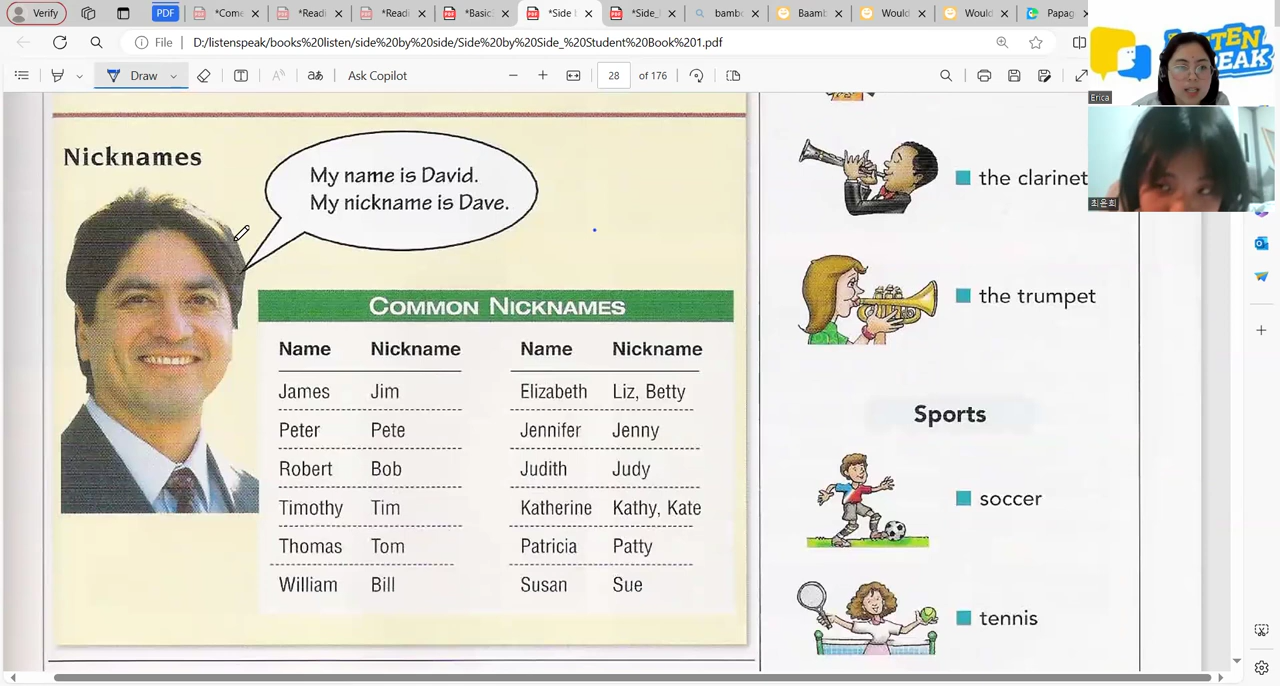 Verify
PDF
*Come
*Readi
*Readi
*Basic
*Side b
*Side_
bamb
Baamb
Would
Would
Papag
File
D:/listenspeak/books%20listen/side%20by%20side/Side%20by%20Side_%20Student%20Book%201.pdf
Draw
Ask Copilot
28
of 176
Erica
최윤희
Nicknames
My name is David.
My nickname is Dave.
COMMON NICKNAMES
Name Nickname Name Nickname
James Jim Elizabeth Liz, Betty
Peter Pete Jennifer Jenny
Robert Bob Judith Judy
Timothy Tim Katherine Kathy, Kate
Thomas Tom Patricia Patty
William Bill Susan Sue
the clarinet
the trumpet
Sports
soccer
tennis